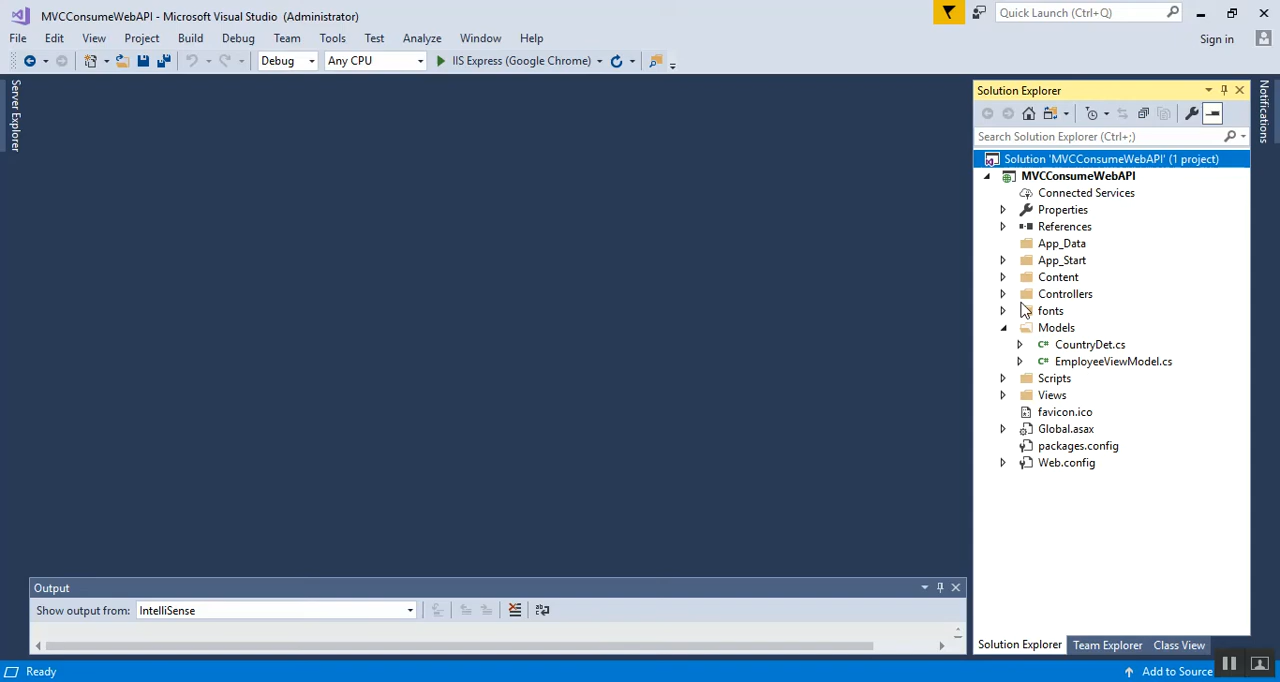 MVCConsumeWebAPI - Microsoft Visual Studio (Administrator)
Quick Launch (Ctrl+Q)
File Edit View Project Build Debug Team Tools Test Analyze Window Help
Sign in
Debug Any CPU IIS Express (Google Chrome)
Server Explorer
Solution Explorer
Notifications
Search Solution Explorer (Ctrl+;)
Solution 'MVCConsumeWebAPI' (1 project)
MVCConsumeWebAPI
Connected Services
Properties
References
App_Data
App_Start
Content
Controllers
fonts
Models
C# CountryDet.cs
C# EmployeeViewModel.cs
Scripts
Views
favicon.ico
Global.asax
packages.config
Web.config
Output
Show output from: IntelliSense
Solution Explorer Team Explorer Class View
Ready
Add to Source